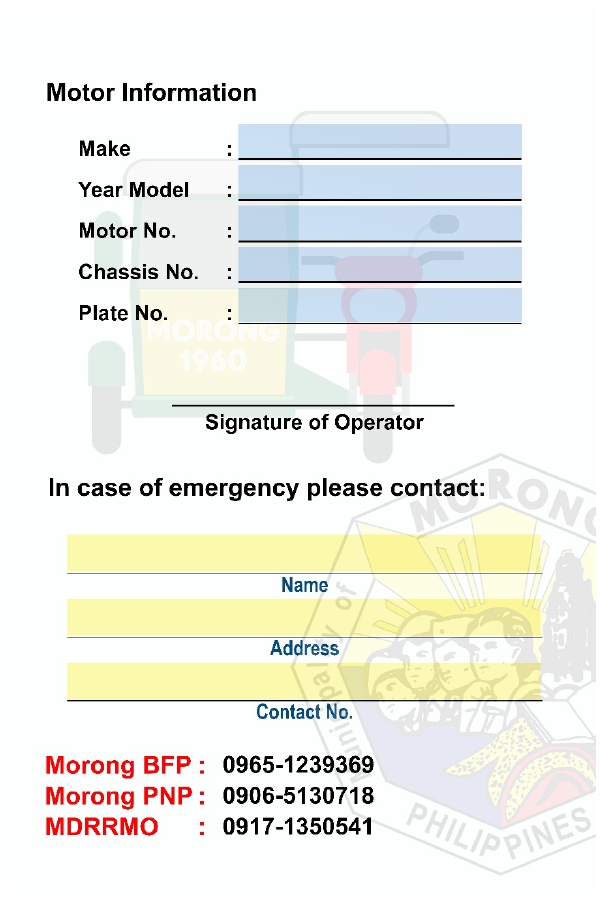 Motor Information
Make :
Year Model :
Motor No. :
Chassis No. :
Plate No. :
MORONG
1960
Signature of Operator
In case of emergency please contact:
MORONG
Name
Address
Contact No.
Morong BFP : 0965-1239369
Morong PNP : 0906-5130718
MDRRMO : 0917-1350541
PHILIPPINES